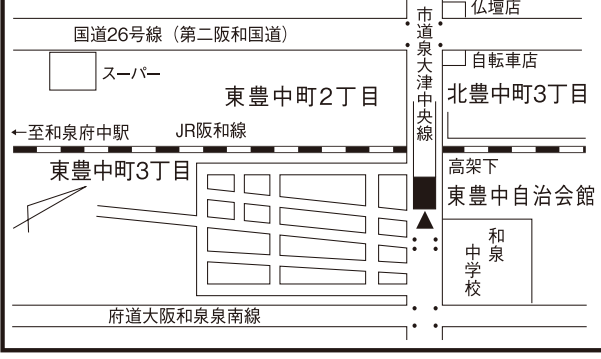 仏壇店
国道26号線（第二阪和国道）
市道泉大津中央線
スーパー
自転車店
東豊中町2丁目
北豊中町3丁目
←至和泉府中駅
JR阪和線
東豊中町3丁目
高架下
東豊中自治会館
和泉
中学校
府道大阪和泉泉南線